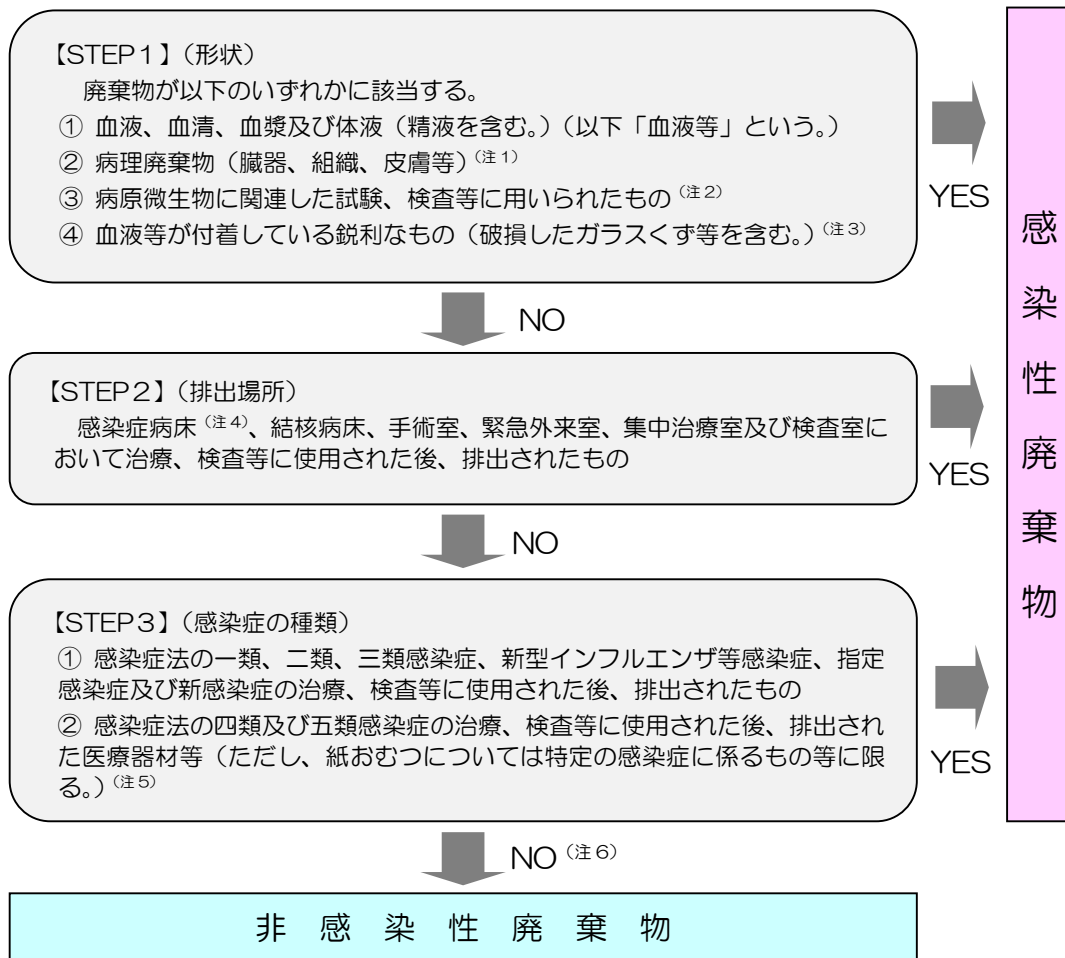 【STEP1】（形状）
廃棄物が以下のいずれかに該当する。
① 血液、血清、血漿及び体液（精液を含む。）（以下「血液等」という。）
② 病理廃棄物（臓器、組織、皮膚等）（注1）
③ 病原微生物に関連した試験、検査等に用いられたもの（注2）
④ 血液等が付着している鋭利なもの（破損したガラスくず等を含む。）（注3）
YES
NO
【STEP2】（排出場所）
感染症病床（注4）、結核病床、手術室、緊急外来室、集中治療室及び検査室に
おいて治療、検査等に使用された後、排出されたもの
YES
NO
【STEP3】（感染症の種類）
① 感染症法の一類、二類、三類感染症、新型インフルエンザ等感染症、指定
感染症及び新感染症の治療、検査等に使用された後、排出されたもの
② 感染症法の四類及び五類感染症の治療、検査等に使用された後、排出され
た医療器材等（ただし、紙おむつについては特定の感染症に係るもの等に限
る。）（注5）
YES
NO（注6）
感染性廃棄物
非感染性廃棄物